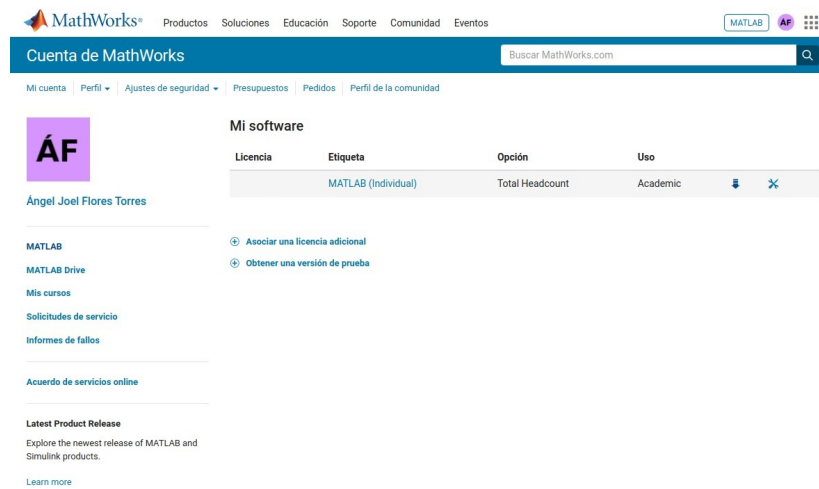 MathWorks® Productos Soluciones Educación Soporte Comunidad Eventos MATLAB ÁF
Cuenta de MathWorks Buscar MathWorks.com
Mi cuenta Perfil Ajustes de seguridad Presupuestos Pedidos Perfil de la comunidad
ÁF
Ángel Joel Flores Torres
MATLAB
MATLAB Drive
Mis cursos
Solicitudes de servicio
Informes de fallos
Acuerdo de servicios online
Latest Product Release
Explore the newest release of MATLAB and
Simulink products.
Learn more
Mi software
Licencia Etiqueta Opción Uso
MATLAB (Individual) Total Headcount Academic
Asociar una licencia adicional
Obtener una versión de prueba